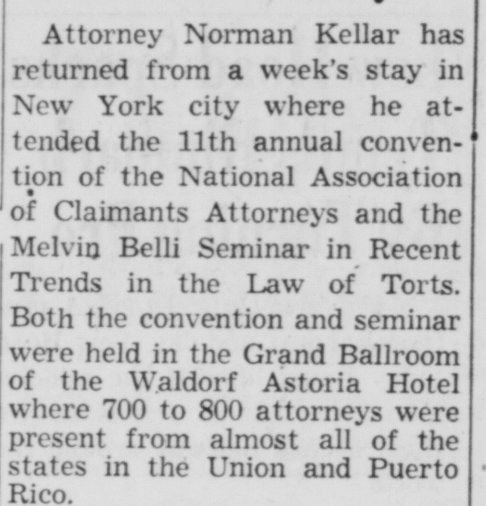 Attorney Norman Kellar has
returned from a week's stay in
New York city where he at-
tended the 11th annual conven-
tion of the National Association
of Claimants Attorneys and the
Melvin Belli Seminar in Recent
Trends in the Law of Torts.
Both the convention and seminar
were held in the Grand Ballroom
of the Waldorf Astoria Hotel
where 700 to 800 attorneys were
present from almost all of the
states in the Union and Puerto
Rico.